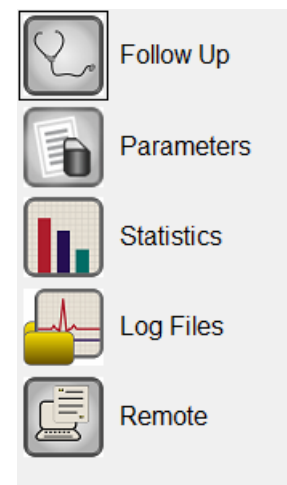 Follow Up
Parameters
Statistics
Log Files
Remote